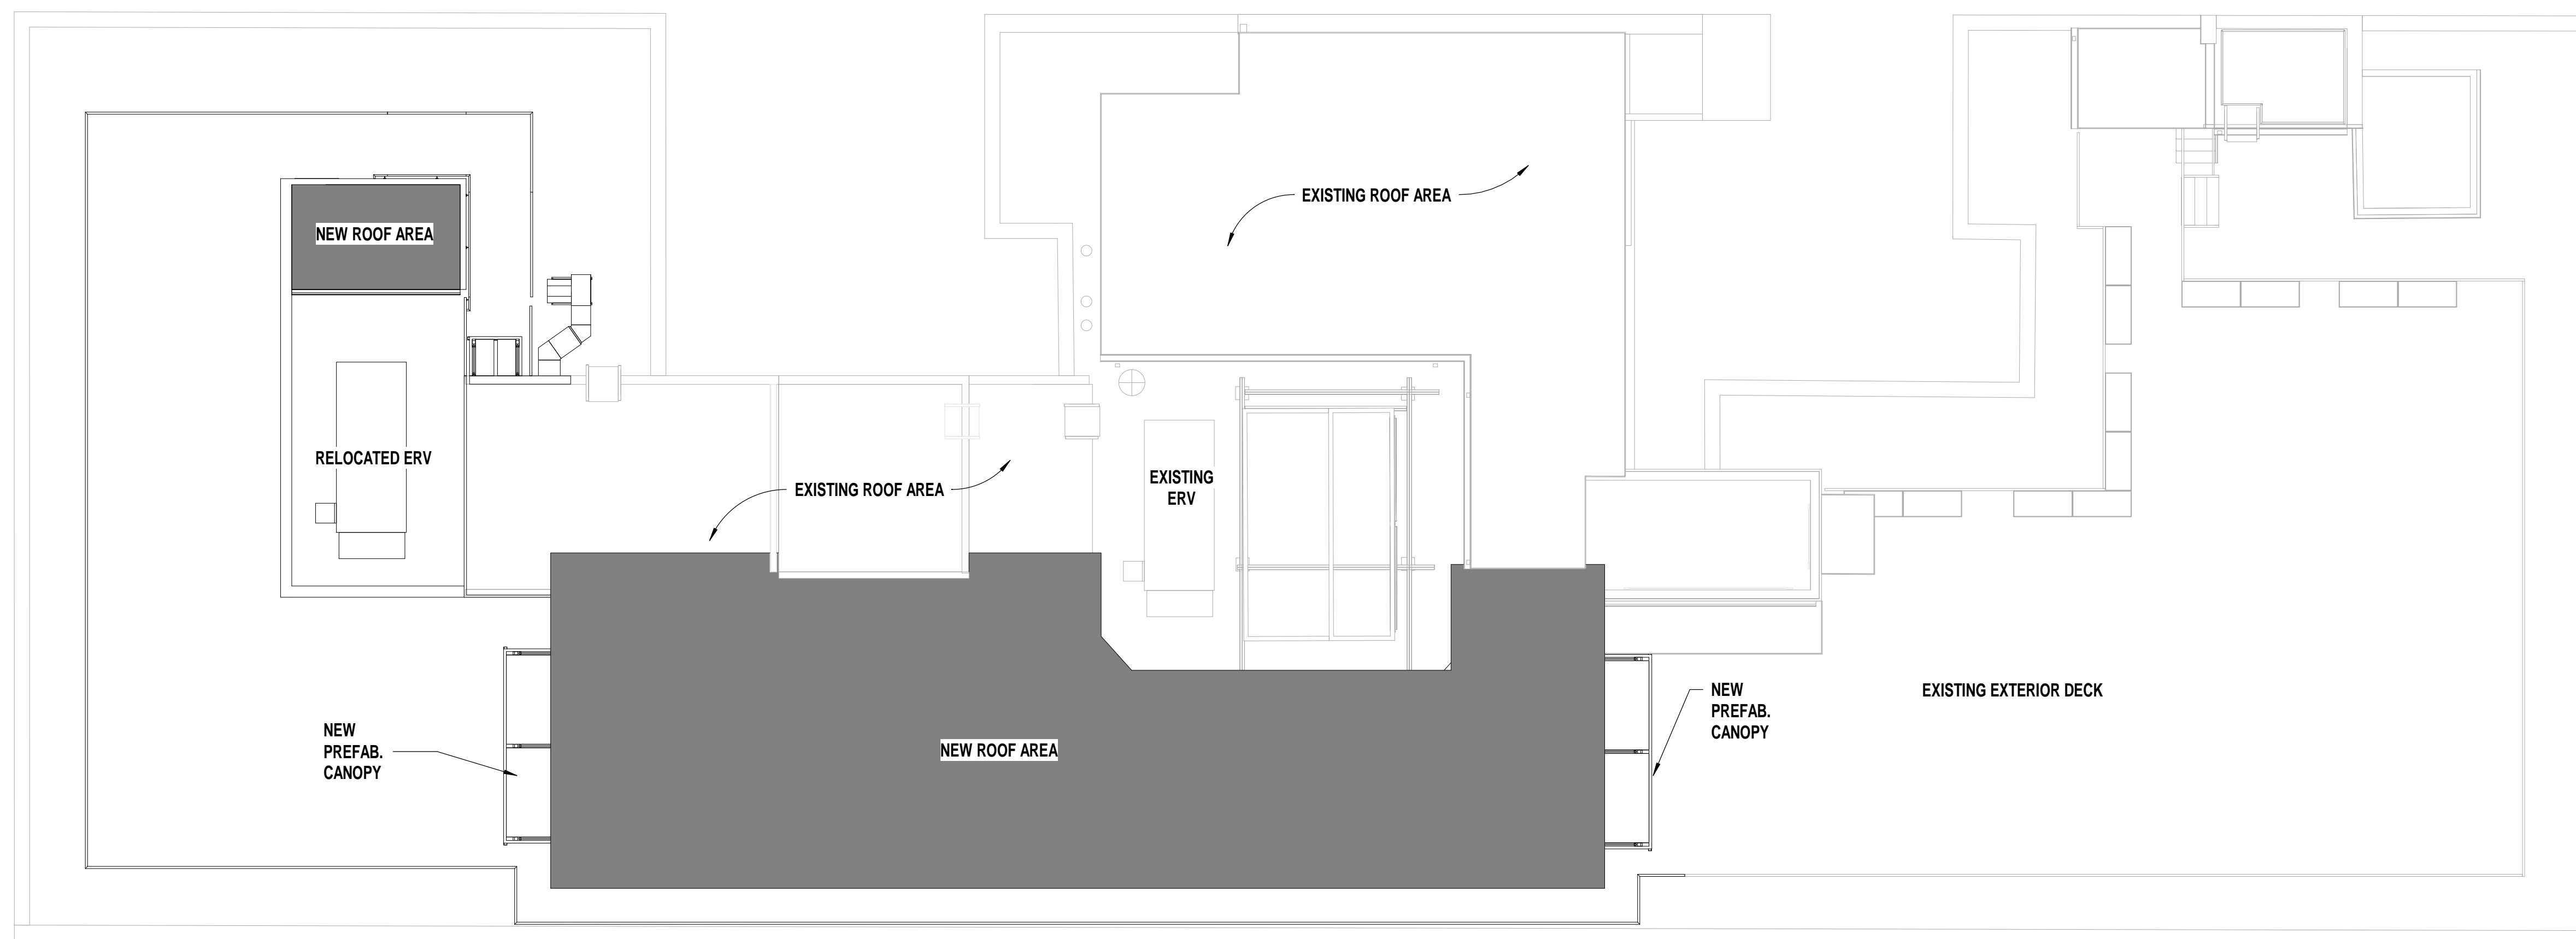 EXISTING ROOF AREA
NEW ROOF AREA
RELOCATED ERV
EXISTING ROOF AREA
EXISTING
ERV
NEW
PREFAB.
CANOPY
NEW ROOF AREA
NEW
PREFAB.
CANOPY
EXISTING EXTERIOR DECK